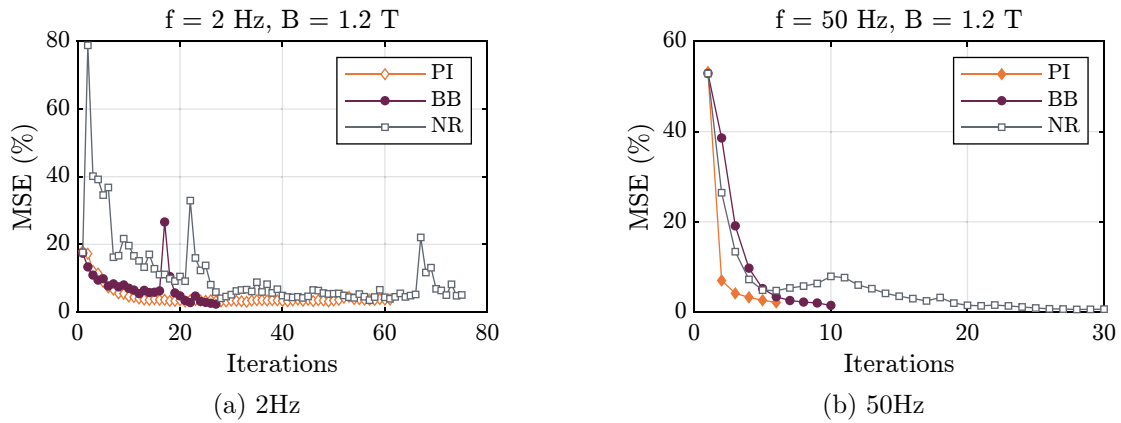 f = 2 Hz, B = 1.2 T
80
60
40
20
0
MSE (%)
0 20 40 60 80
Iterations
PI
BB
NR
(a) 2Hz
f = 50 Hz, B = 1.2 T
60
40
20
0
MSE (%)
0 10 20 30
Iterations
PI
BB
NR
(b) 50Hz